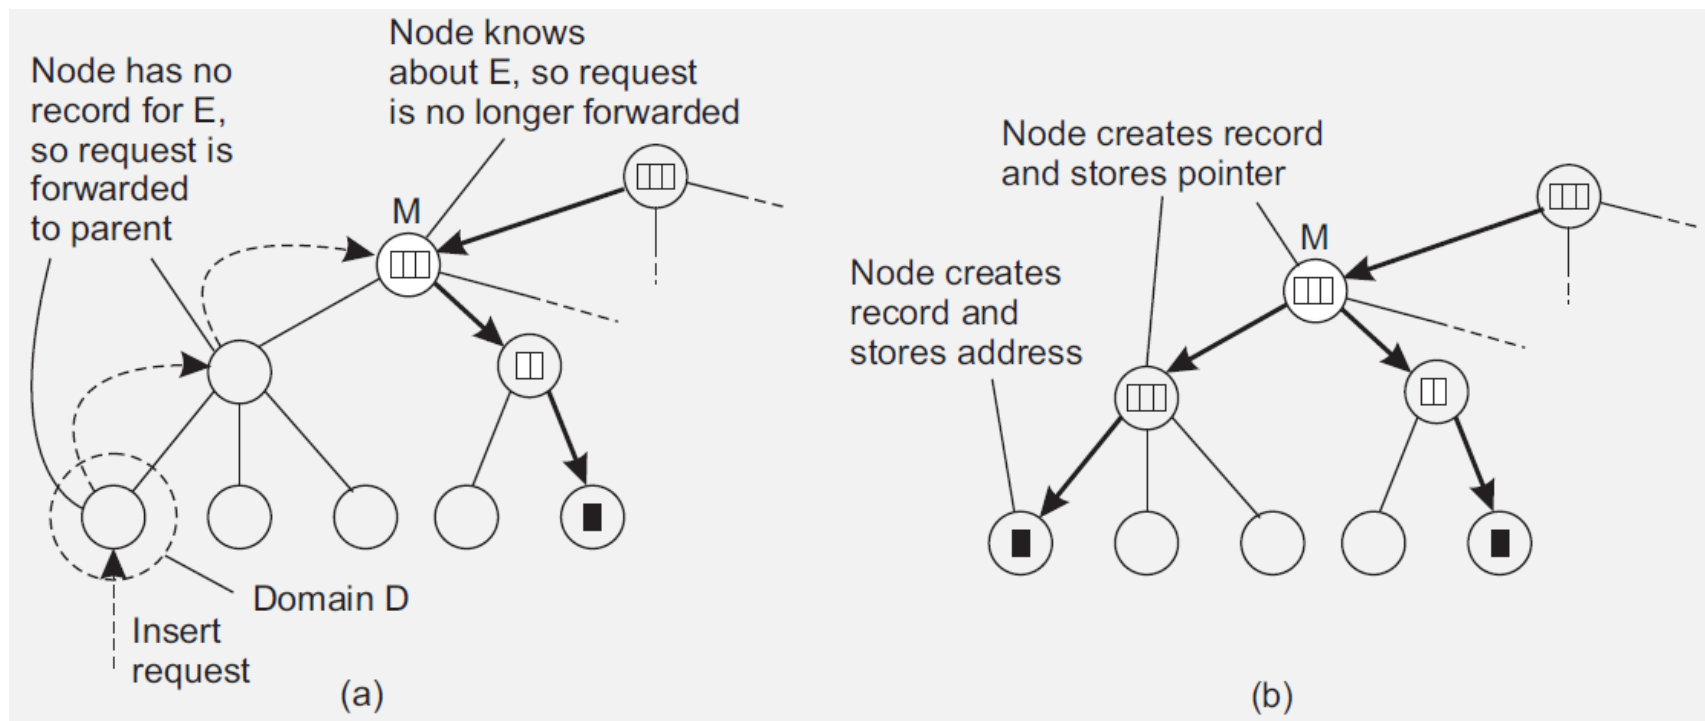 Node has no
record for E,
so request is
forwarded
to parent
Node knows
about E, so request
is no longer forwarded
M
Domain D
Insert
request
(a)
Node creates record
and stores pointer
M
Node creates
record and
stores address
(b)